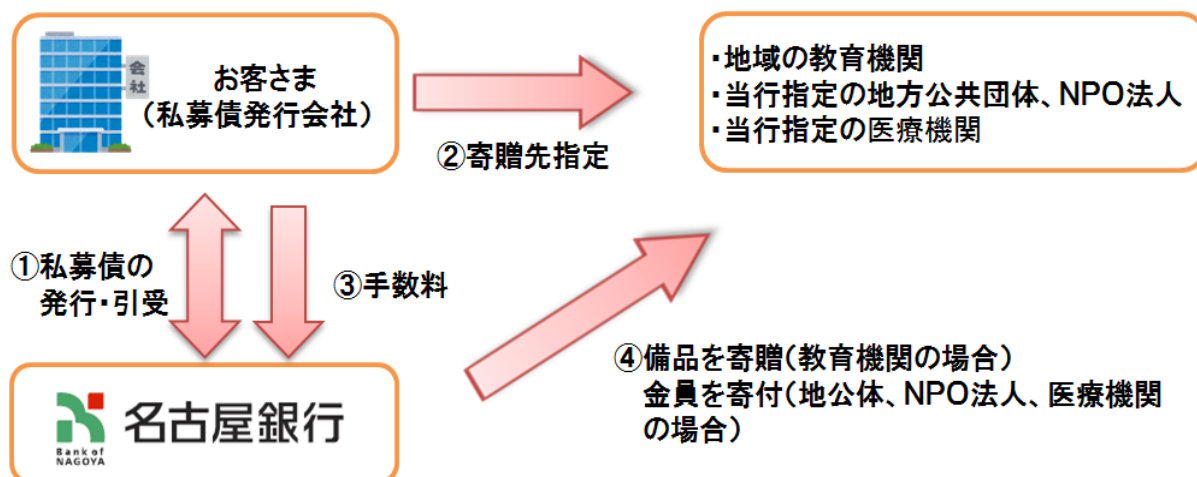 会社
お客さま
（私募債発行会社）
・地域の教育機関
・当行指定の地方公共団体、NPO法人
・当行指定の医療機関
②寄贈先指定
①私募債の
発行・引受
③手数料
④備品を寄贈（教育機関の場合）
金員を寄付（地公体、NPO法人、医療機関
の場合）
名古屋銀行
Bank of
NAGOYA